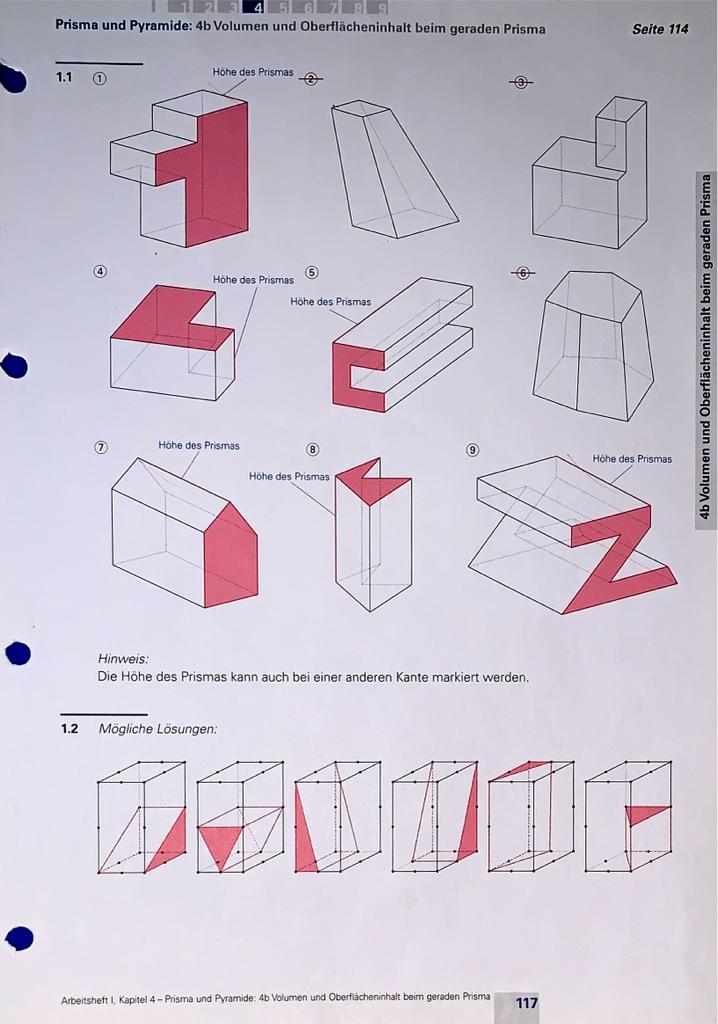 1 2 3 4 5 6 7 8 9
Prisma und Pyramide: 4b Volumen und Oberflächeninhalt beim geraden Prisma
Seite 114
1.1
1
Höhe des Prismas
2
3
4
Höhe des Prismas
5
Höhe des Prismas
6
7
Höhe des Prismas
8
Höhe des Prismas
9
Höhe des Prismas
4b Volumen und Oberflächeninhalt beim geraden Prisma
Hinweis:
Die Höhe des Prismas kann auch bei einer anderen Kante markiert werden.
1.2 Mögliche Lösungen:
Arbeitsheft I, Kapitel 4 – Prisma und Pyramide: 4b Volumen und Oberflächeninhalt beim geraden Prisma
117